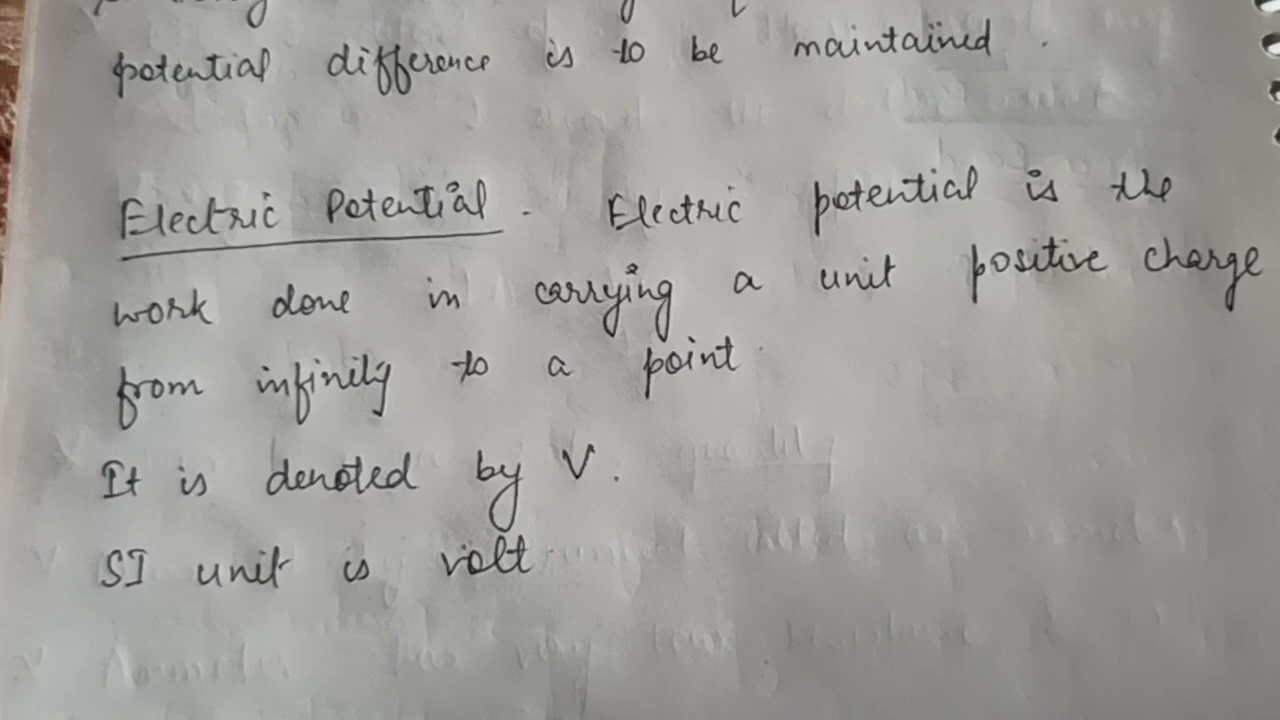 potential difference is to be maintained .
Electric Potential . Electric potential is the
work done in carrying a unit positive charge
from infinity to a point
It is denoted by V .
SI unit is volt